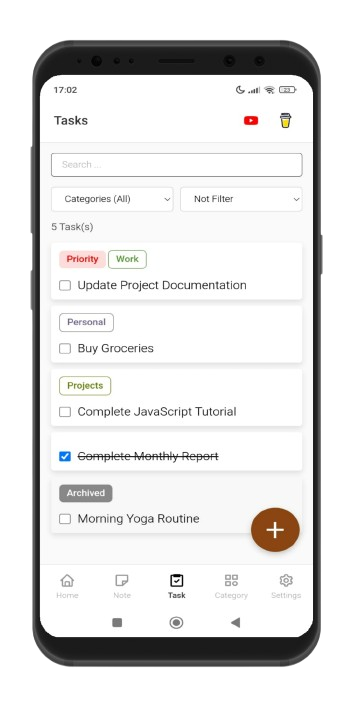 17:02
Tasks
Search ...
Categories (All) Not Filter
5 Task(s)
Priority Work
Update Project Documentation
Personal
Buy Groceries
Projects
Complete JavaScript Tutorial
Complete Monthly Report
Archived
Morning Yoga Routine
Home Note Task Category Settings